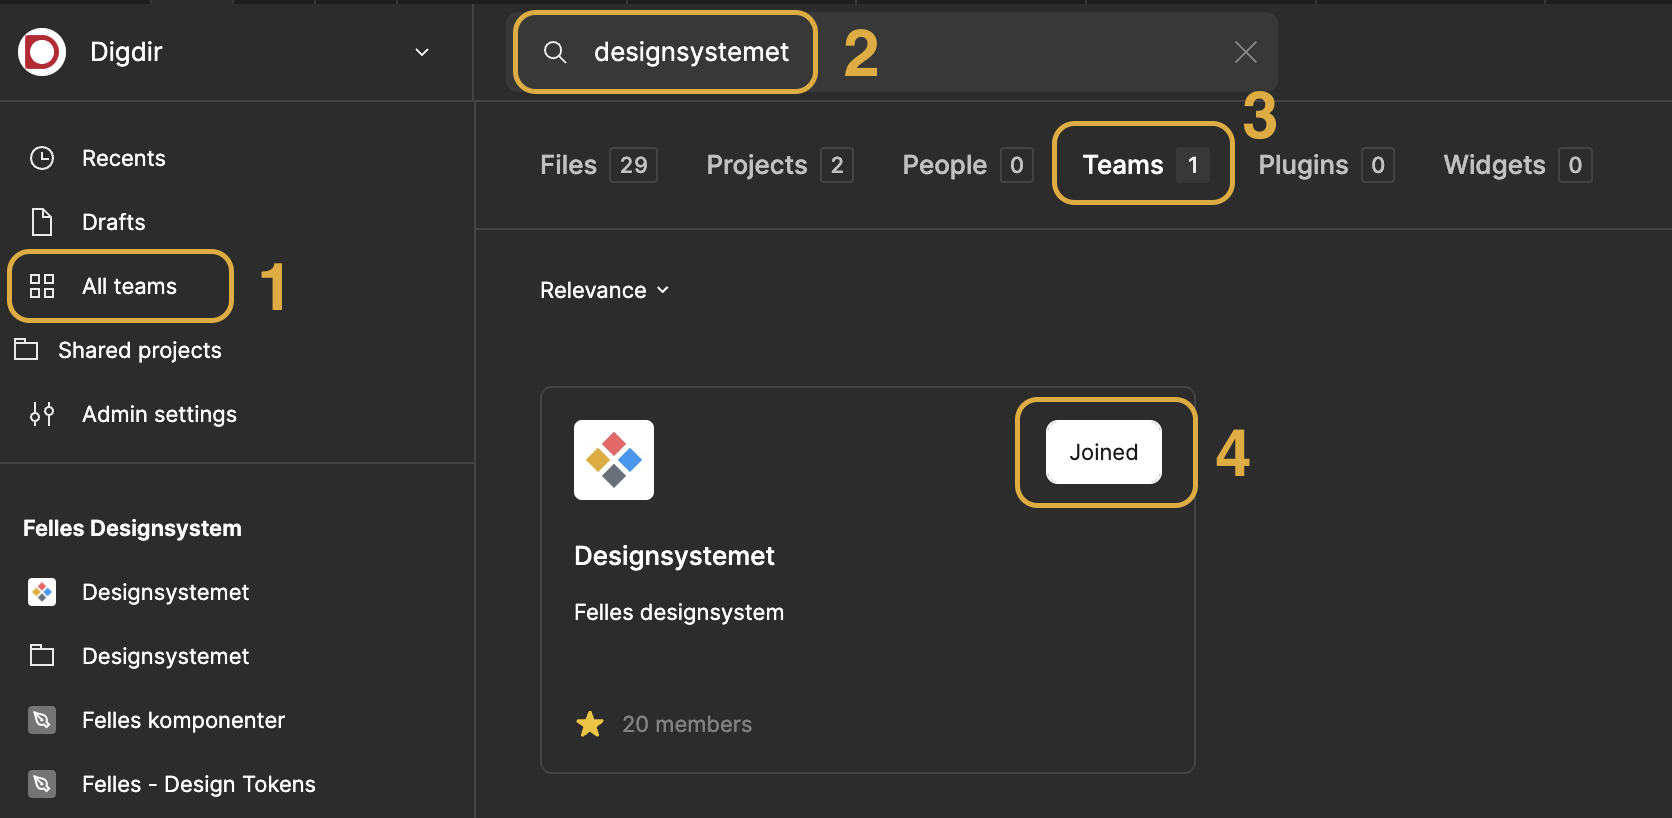 Digdir
designsystemet
2
3
Recents
Drafts
All teams
1
Shared projects
Admin settings
Felles Designsystem
Designsystemet
Designsystemet
Felles komponenter
Felles - Design Tokens
Files 29 Projects 2 People 0 Teams 1 Plugins 0 Widgets 0
Relevance
Joined
4
Designsystemet
Felles designsystem
20 members